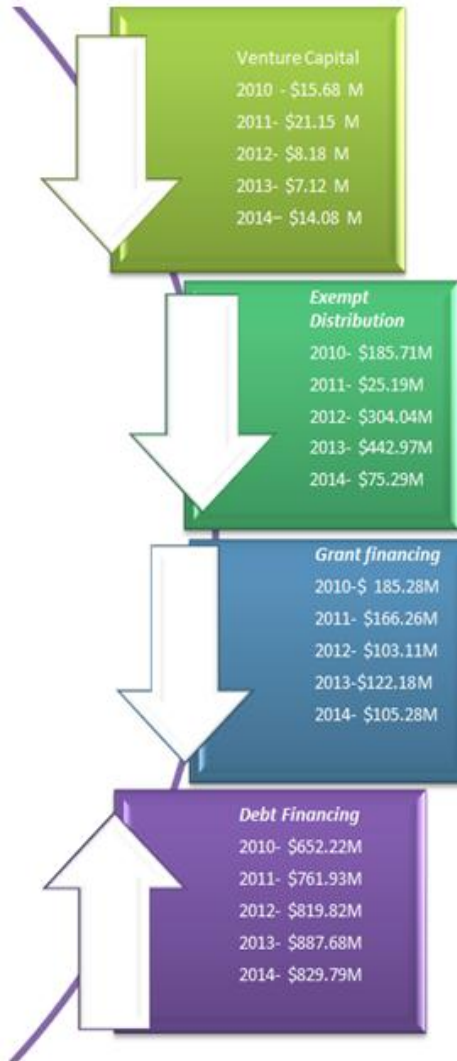 Venture Capital
2010 - $15.68 M
2011- $21.15 M
2012- $8.18 M
2013- $7.12 M
2014– $14.08 M
Exempt
Distribution
2010- $185.71M
2011- $25.19M
2012- $304.04M
2013- $442.97M
2014- $75.29M
Grant financing
2010-$ 185.28M
2011- $166.26M
2012- $103.11M
2013-$122.18M
2014- $105.28M
Debt Financing
2010- $652.22M
2011- $761.93M
2012- $819.82M
2013- $887.68M
2014- $829.79M